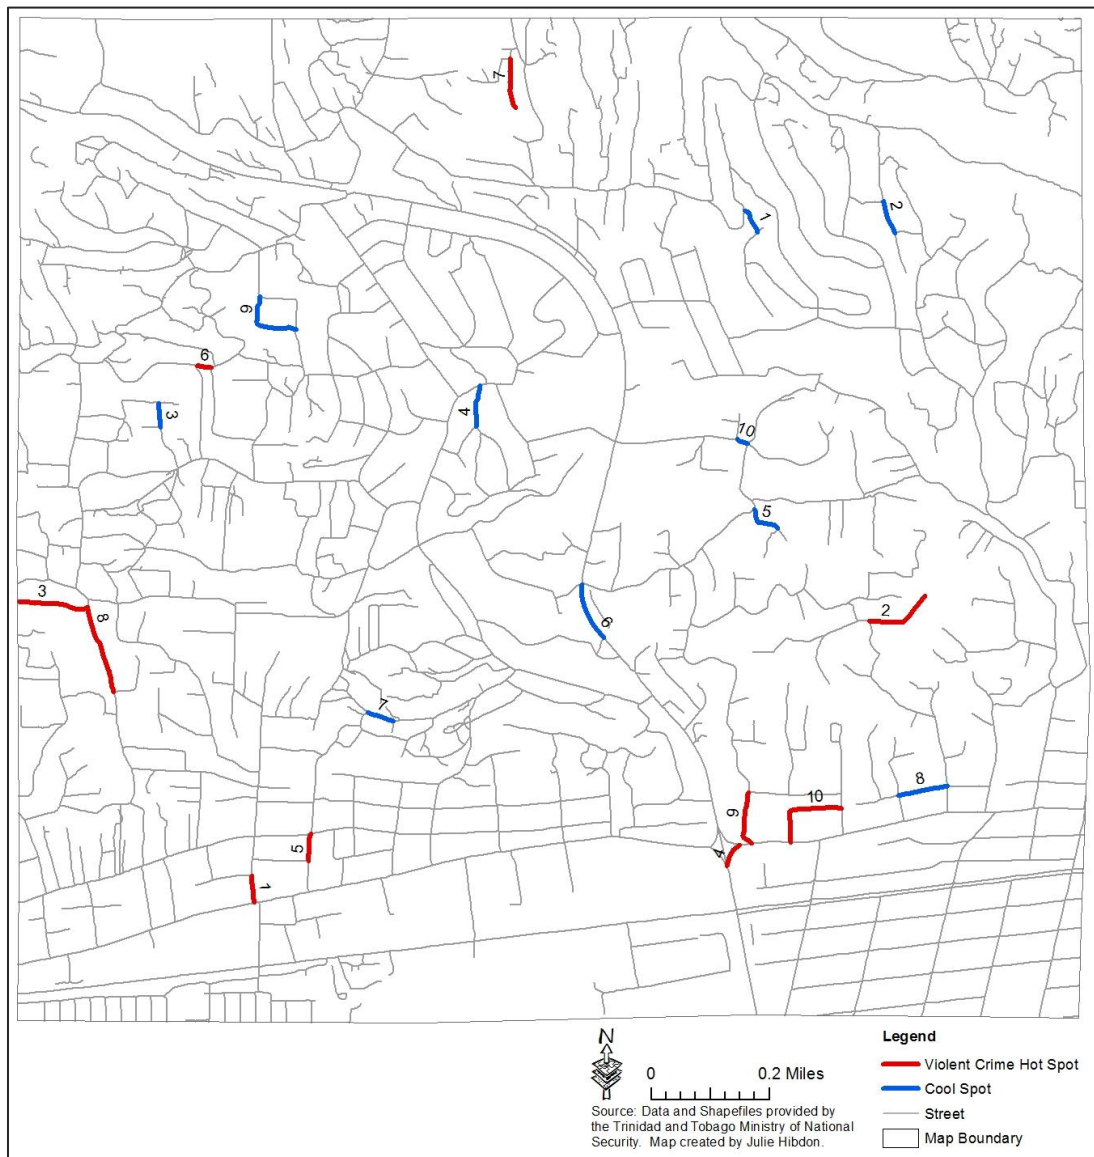 7
1
2
9
6
3
4
10
5
3
8
2
6
7
8
10
9
5
4
1
N
0 0.2 Miles
Source: Data and Shapefiles provided by
the Trinidad and Tobago Ministry of National
Security. Map created by Julie Hibdon.
Legend
Violent Crime Hot Spot
Cool Spot
Street
Map Boundary